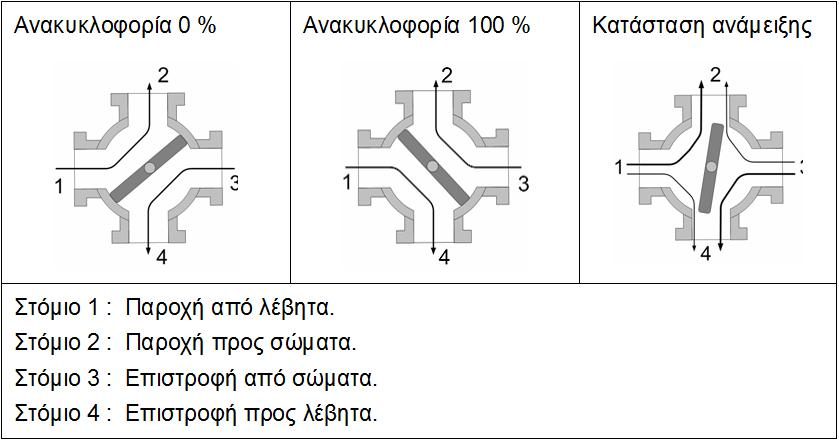 Ανακυκλοφορία 0 %
2
1
3
4
Ανακυκλοφορία 100 %
2
1
3
4
Κατάσταση ανάμειξης
2
1
4
Στόμιο 1 : Παροχή από λέβητα.
Στόμιο 2 : Παροχή προς σώματα.
Στόμιο 3 : Επιστροφή από σώματα.
Στόμιο 4 : Επιστροφή προς λέβητα.